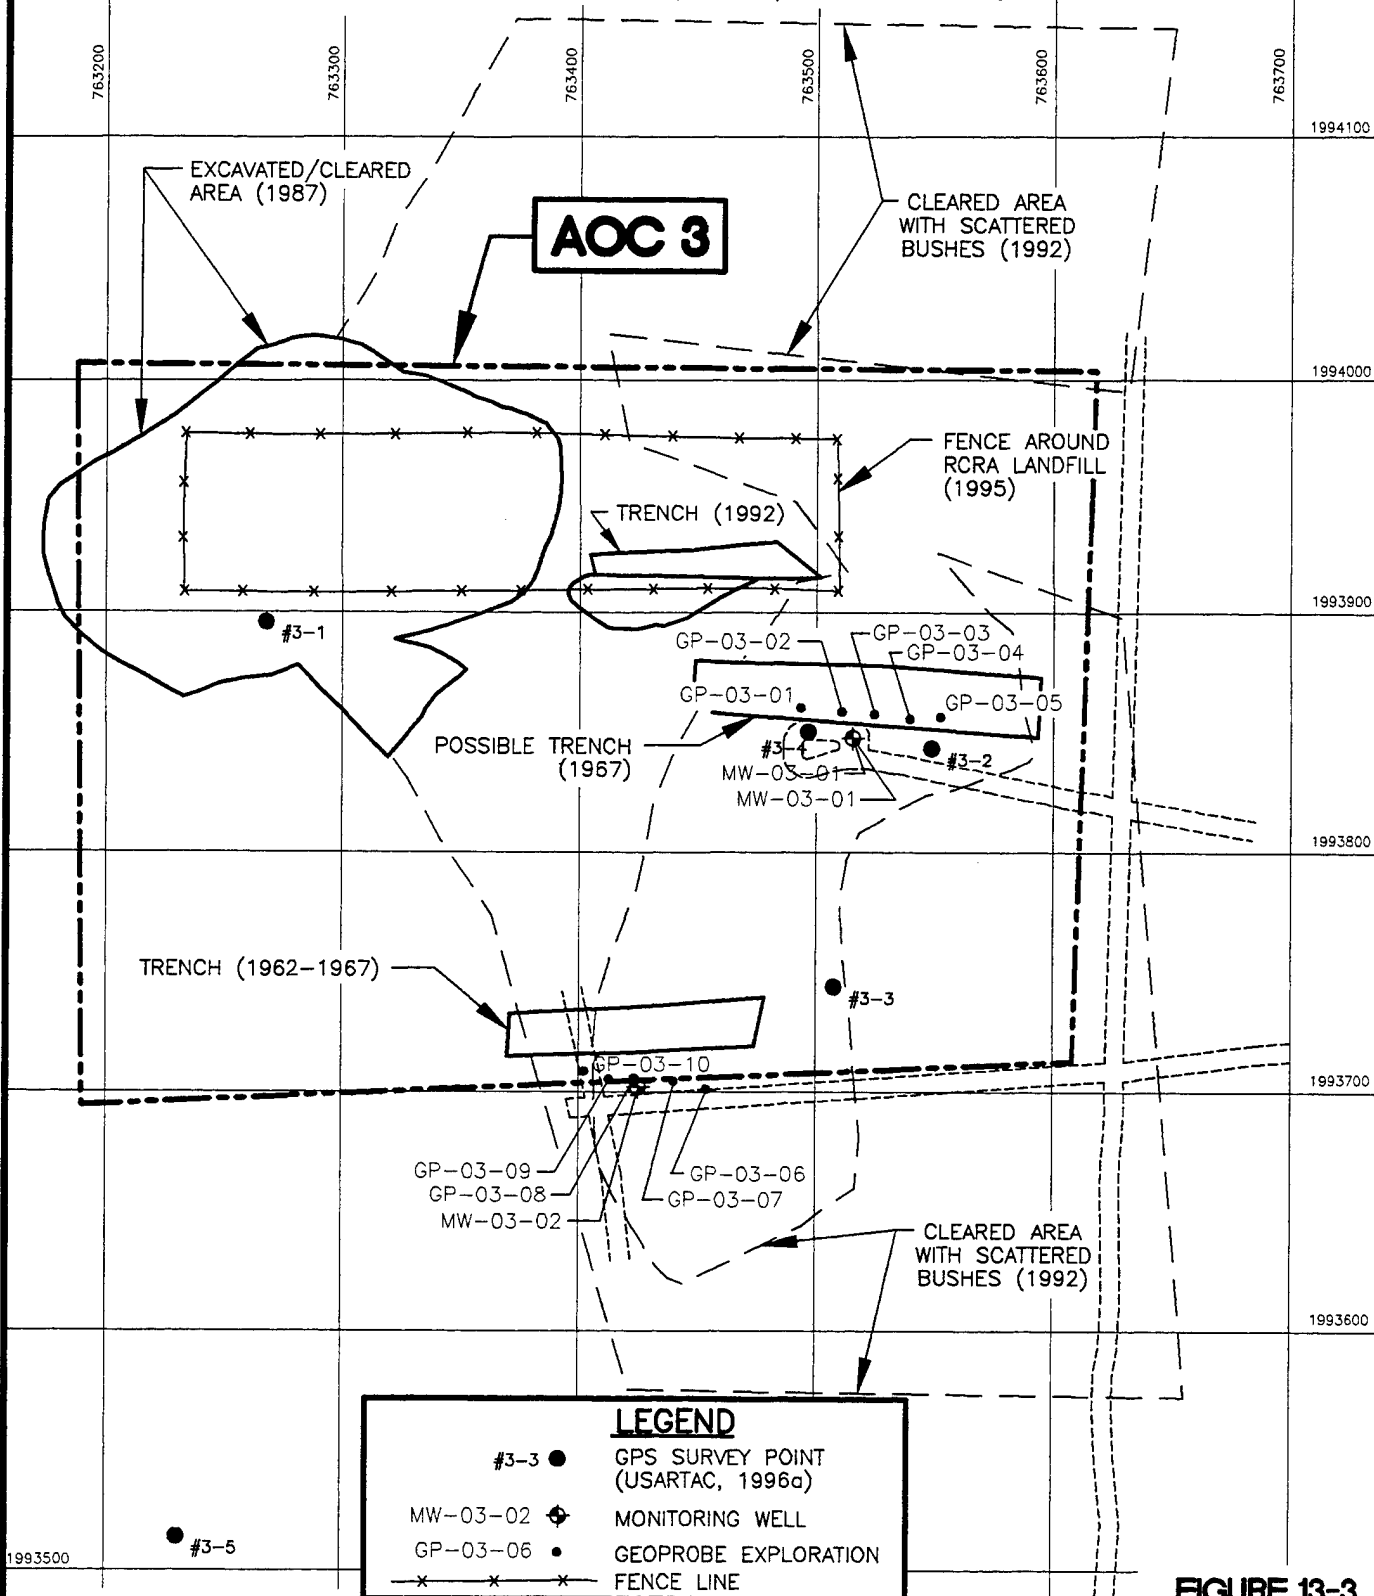 763200
763300
763400
763500
763600
763700
1994100
EXCAVATED/CLEARED
AREA (1987)
AOC 3
CLEARED AREA
WITH SCATTERED
BUSHES (1992)
1994000
FENCE AROUND
RCRA LANDFILL
(1995)
TRENCH (1992)
1993900
#3-1
GP-03-02
GP-03-03
GP-03-04
GP-03-01
GP-03-05
POSSIBLE TRENCH
(1967)
#3-4
#3-2
MW-03-01
MW-03-01
1993800
TRENCH (1962-1967)
#3-3
GP-03-10
1993700
GP-03-09
GP-03-06
GP-03-08
GP-03-07
MW-03-02
CLEARED AREA
WITH SCATTERED
BUSHES (1992)
1993600
LEGEND
#3-3 GPS SURVEY POINT
(USARTAC, 1996a)
MW-03-02 MONITORING WELL
GP-03-06 GEOPROBE EXPLORATION
FENCE LINE
#3-5
1993500
FIGURE 13-3